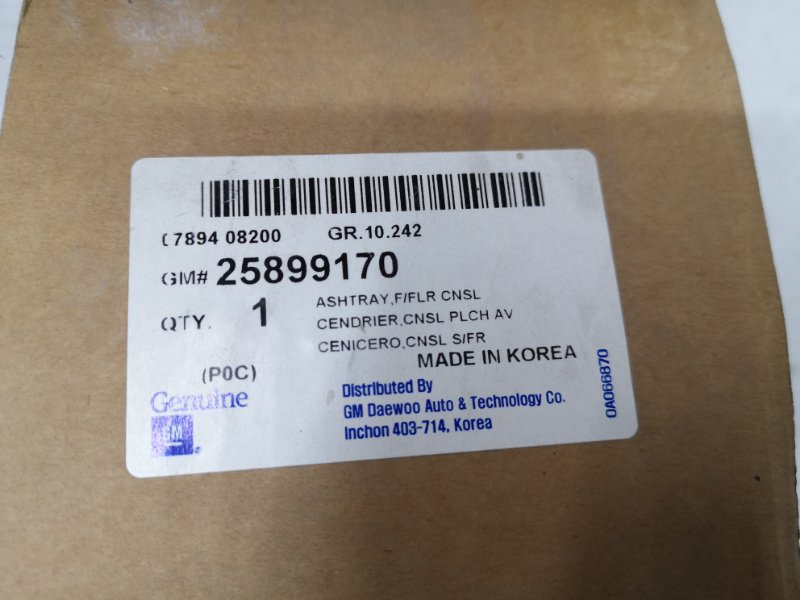 07894 08200 GR.10.242
GM# 25899170
QTY. 1
ASHTRAY,F/FLR CNSL
CENDRIER,CNSL PLCH AV
CENICERO,CNSL S/FR
MADE IN KOREA
(P0C)
Genuine
GM
Distributed By
GM Daewoo Auto & Technology Co.
Inchon 403-714, Korea
0A066870